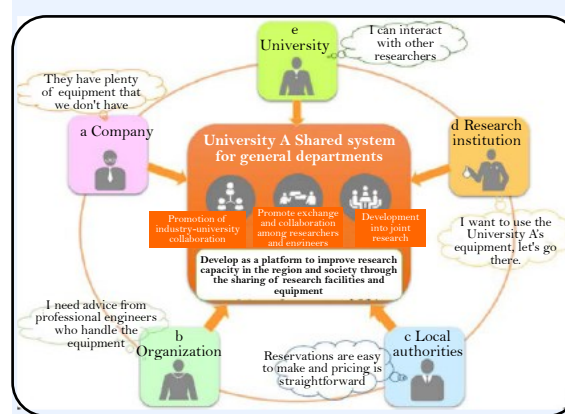 e
University
I can interact
with other
researchers
They have plenty
of equipment that
we don't have
a Company
University A Shared system
for general departments
d Research
institution
Promotion of
industry-university
collaboration
Promote exchange
and collaboration
among researchers
and engineers
Development
into joint
research
I want to use the
University A's
equipment, let's go
there.
Develop as a platform to improve research
capacity in the region and society through
the sharing of research facilities and
equipment
I need advice from
professional engineers
who handle the
equipment
b
Organization
Reservations are easy
to make and pricing is
straightforward
c Local
authorities